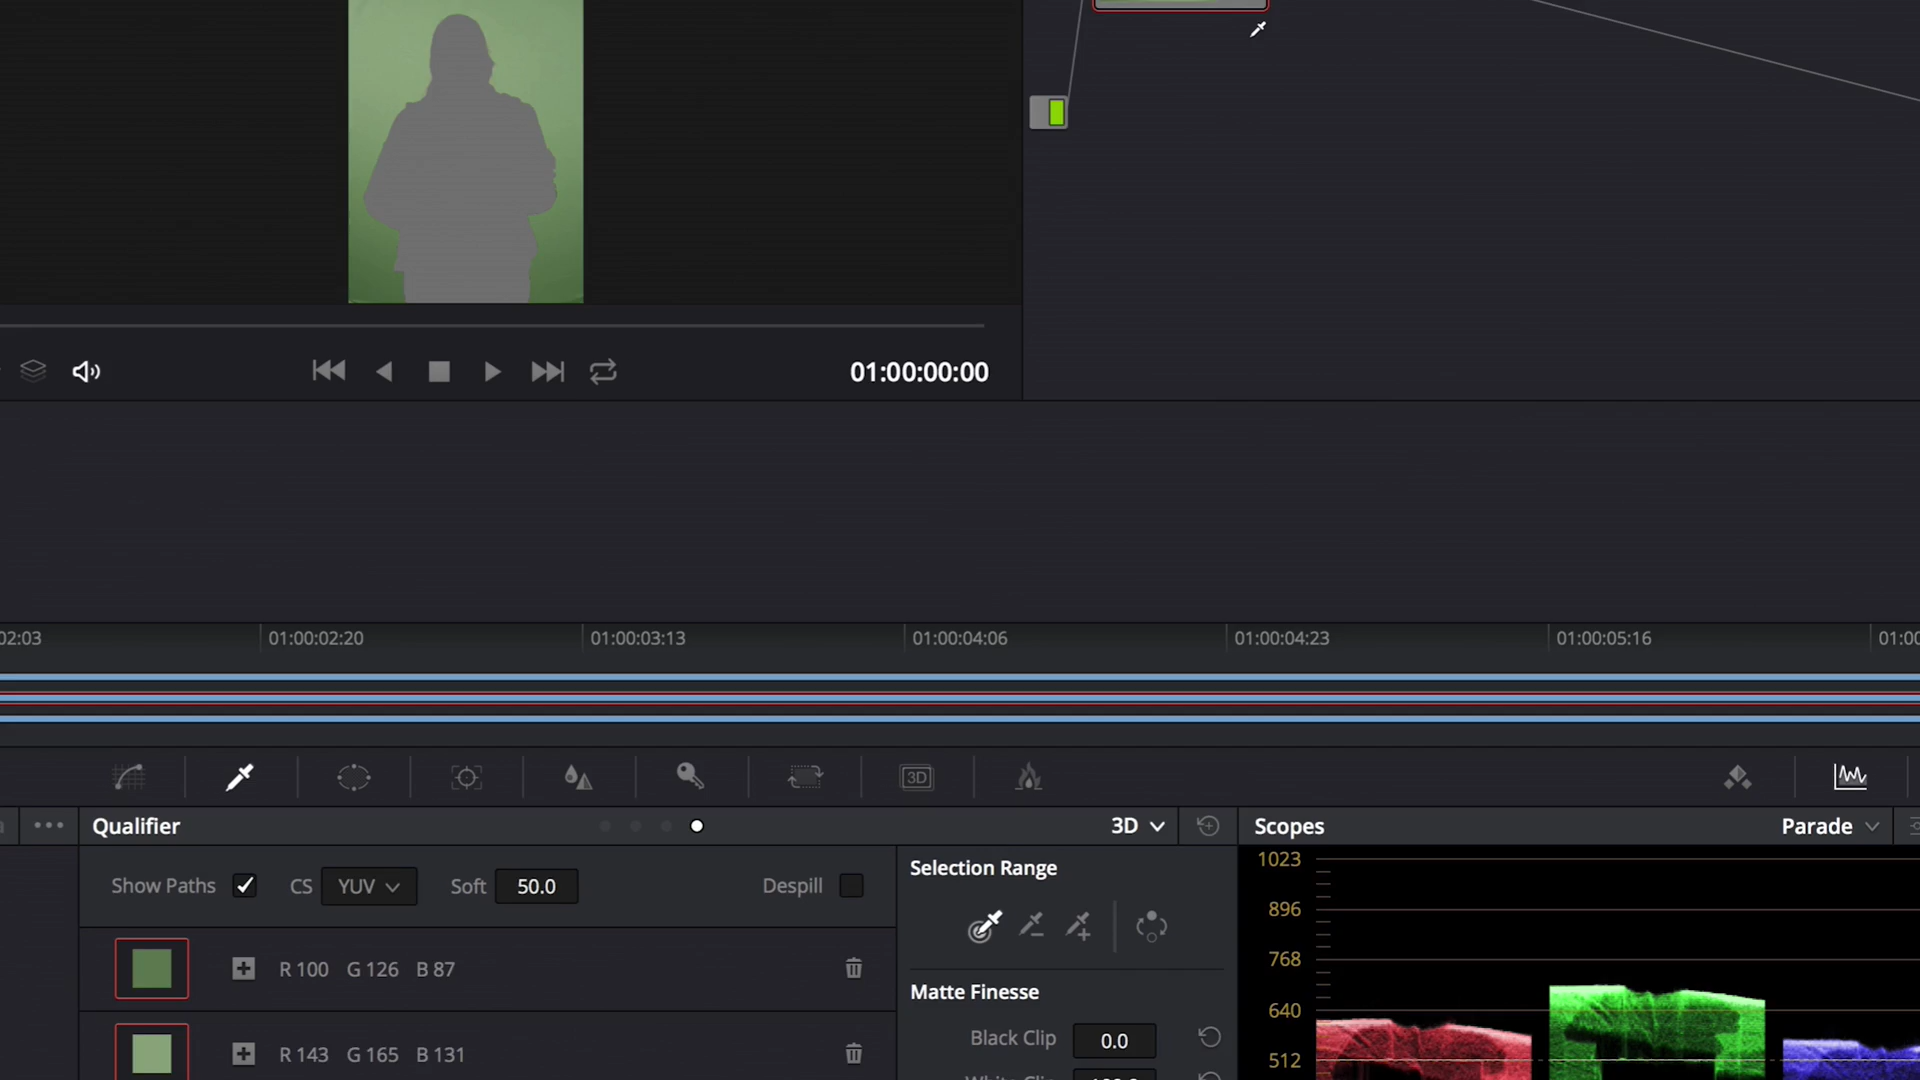 01:00:00:00
02:03 01:00:02:20 01:00:03:13 01:00:04:06 01:00:04:23 01:00:05:16 01:00
3D
Qualifier 3D Scopes Parade
Show Paths CS YUV Soft 50.0 Despill
R 100 G 126 B 87
R 143 G 165 B 131
Selection Range
Matte Finesse
Black Clip 0.0
1023
896
768
640
512